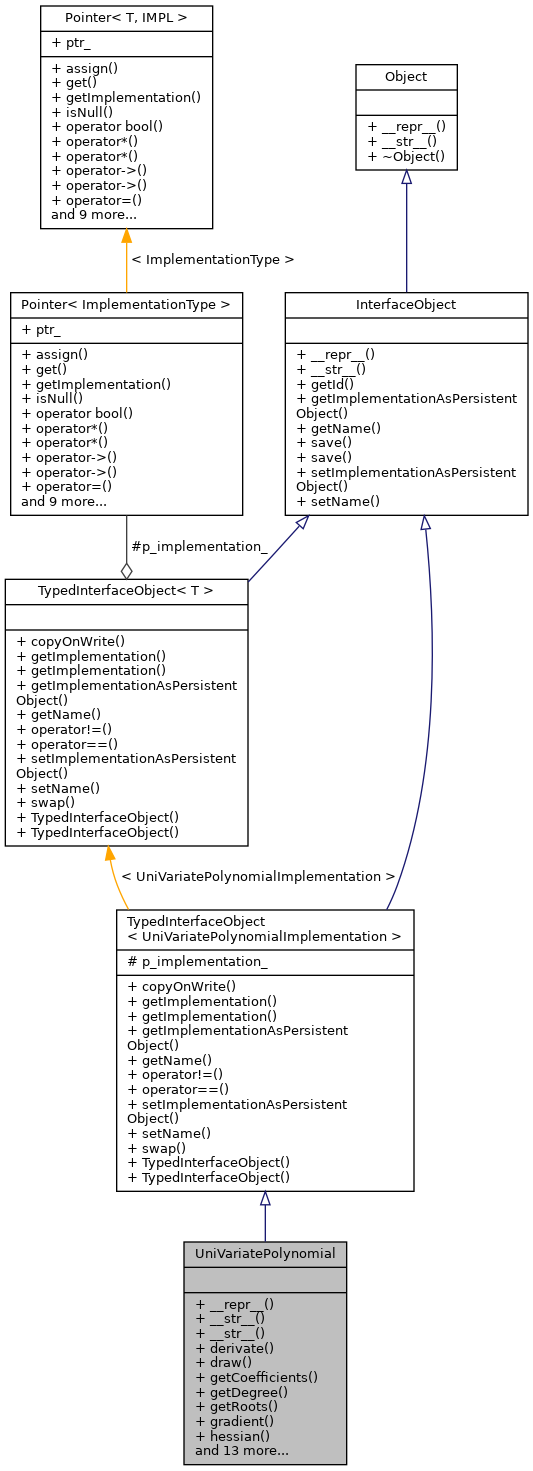 Pointer< T, IMPL >
+ ptr_
+ assign()
+ get()
+ getImplementation()
+ isNull()
+ operator bool()
+ operator*()
+ operator*()
+ operator->()
+ operator->()
+ operator=()
and 9 more...
Object
+ __repr__()
+ __str__()
+ ~Object()
< ImplementationType >
Pointer< ImplementationType >
+ ptr_
+ assign()
+ get()
+ getImplementation()
+ isNull()
+ operator bool()
+ operator*()
+ operator*()
+ operator->()
+ operator->()
+ operator=()
and 9 more...
InterfaceObject
+ __repr__()
+ __str__()
+ getId()
+ getImplementationAsPersistent
Object()
+ getName()
+ save()
+ save()
+ setImplementationAsPersistent
Object()
+ setName()
#p_implementation_
TypedInterfaceObject< T >
+ copyOnWrite()
+ getImplementation()
+ getImplementation()
+ getImplementationAsPersistent
Object()
+ getName()
+ operator!=()
+ operator==()
+ setImplementationAsPersistent
Object()
+ setName()
+ swap()
+ TypedInterfaceObject()
+ TypedInterfaceObject()
< UniVariatePolynomialImplementation >
TypedInterfaceObject
< UniVariatePolynomialImplementation >
# p_implementation_
+ copyOnWrite()
+ getImplementation()
+ getImplementation()
+ getImplementationAsPersistent
Object()
+ getName()
+ operator!=()
+ operator==()
+ setImplementationAsPersistent
Object()
+ setName()
+ swap()
+ TypedInterfaceObject()
+ TypedInterfaceObject()
UniVariatePolynomial
+ __repr__()
+ __str__()
+ __str__()
+ derivate()
+ draw()
+ getCoefficients()
+ getDegree()
+ getRoots()
+ gradient()
+ hessian()
and 13 more...